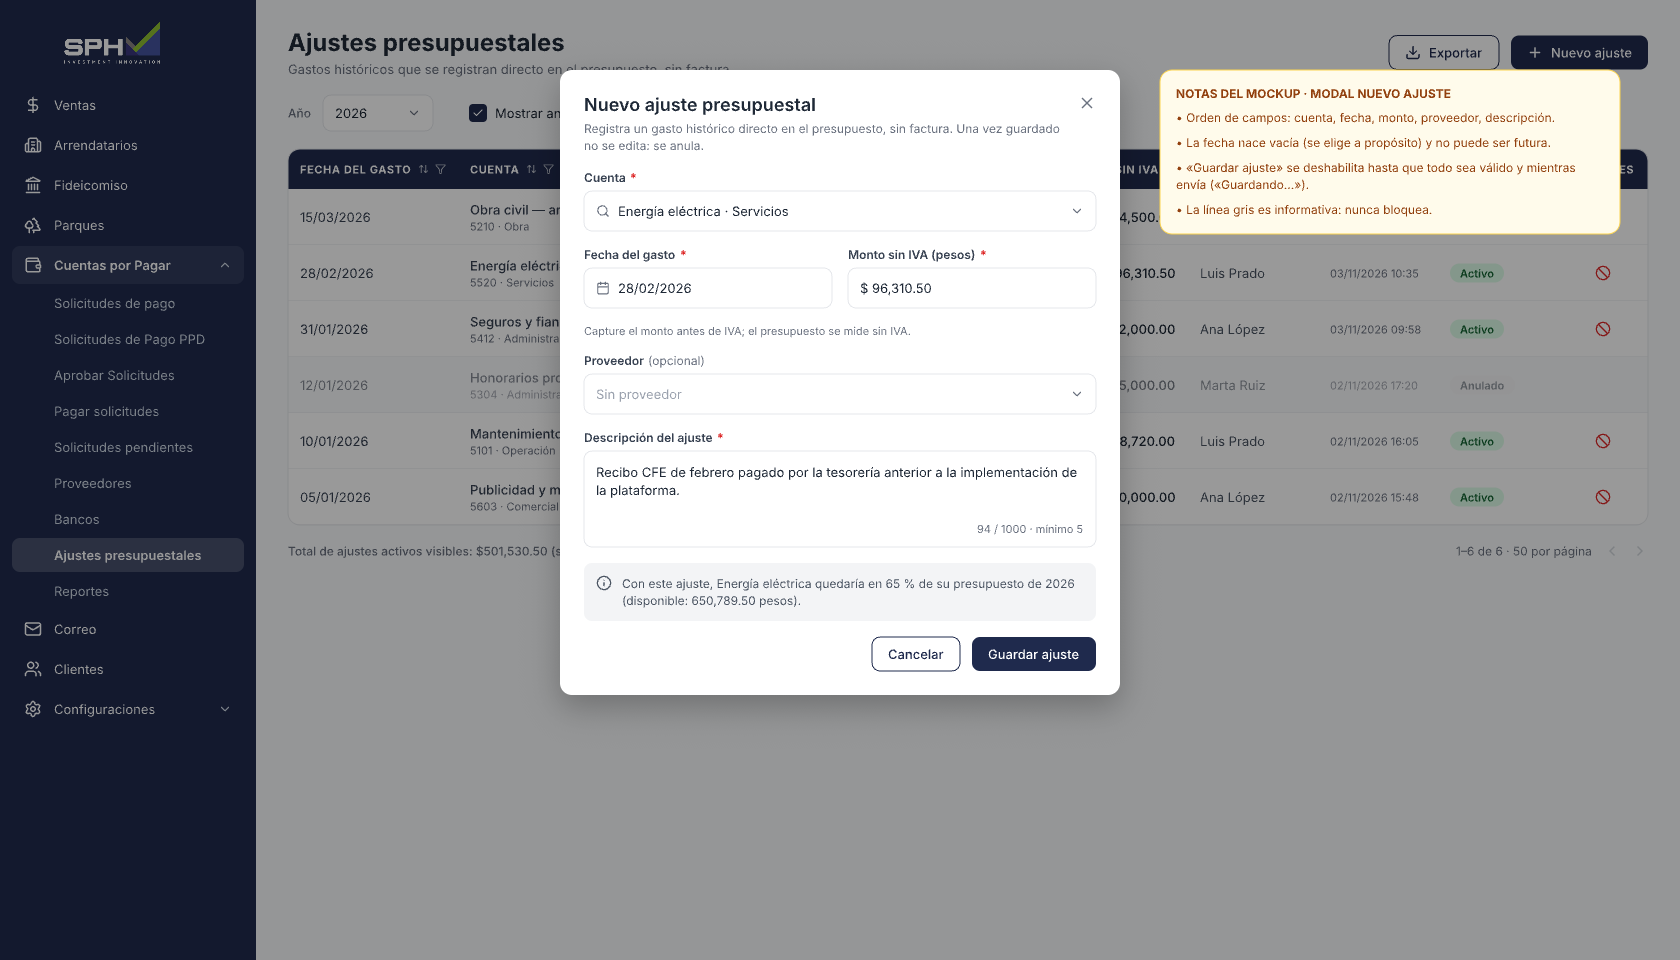 SPH
INVESTMENT INNOVATION
Ventas
Arrendatarios
Fideicomiso
Parques
Cuentas por Pagar
Solicitudes de pago
Solicitudes de Pago PPD
Aprobar Solicitudes
Pagar solicitudes
Solicitudes pendientes
Proveedores
Bancos
Ajustes presupuestales
Reportes
Correo
Clientes
Configuraciones
Ajustes presupuestales
Gastos históricos que se registran directo en el presupuesto, sin factura.
Exportar
Nuevo ajuste
Año
2026
Mostrar an
FECHA DEL GASTO
CUENTA
SIN IVA
ES
15/03/2026
Obra civil — ar
5210 · Obra
4,500.
28/02/2026
Energía eléctri
5520 · Servicios
96,310.50
Luis Prado
03/11/2026 10:35
Activo
31/01/2026
Seguros y fian
5412 · Administra
2,000.00
Ana López
03/11/2026 09:58
Activo
12/01/2026
Honorarios pro
5304 · Administra
5,000.00
Marta Ruiz
02/11/2026 17:20
Anulado
10/01/2026
Mantenimiento
5101 · Operación
8,720.00
Luis Prado
02/11/2026 16:05
Activo
05/01/2026
Publicidad y m
5603 · Comercial
0,000.00
Ana López
02/11/2026 15:48
Activo
Total de ajustes activos visibles: $501,530.50 (s
1–6 de 6 · 50 por página
Nuevo ajuste presupuestal
Registra un gasto histórico directo en el presupuesto, sin factura. Una vez guardado
no se edita: se anula.
Cuenta *
Energía eléctrica · Servicios
Fecha del gasto *
Monto sin IVA (pesos) *
28/02/2026
$ 96,310.50
Capture el monto antes de IVA; el presupuesto se mide sin IVA.
Proveedor (opcional)
Sin proveedor
Descripción del ajuste *
Recibo CFE de febrero pagado por la tesorería anterior a la implementación de
la plataforma.
94 / 1000 · mínimo 5
Con este ajuste, Energía eléctrica quedaría en 65 % de su presupuesto de 2026
(disponible: 650,789.50 pesos).
Cancelar
Guardar ajuste
NOTAS DEL MOCKUP · MODAL NUEVO AJUSTE
• Orden de campos: cuenta, fecha, monto, proveedor, descripción.
• La fecha nace vacía (se elige a propósito) y no puede ser futura.
• «Guardar ajuste» se deshabilita hasta que todo sea válido y mientras
envía («Guardando...»).
• La línea gris es informativa: nunca bloquea.